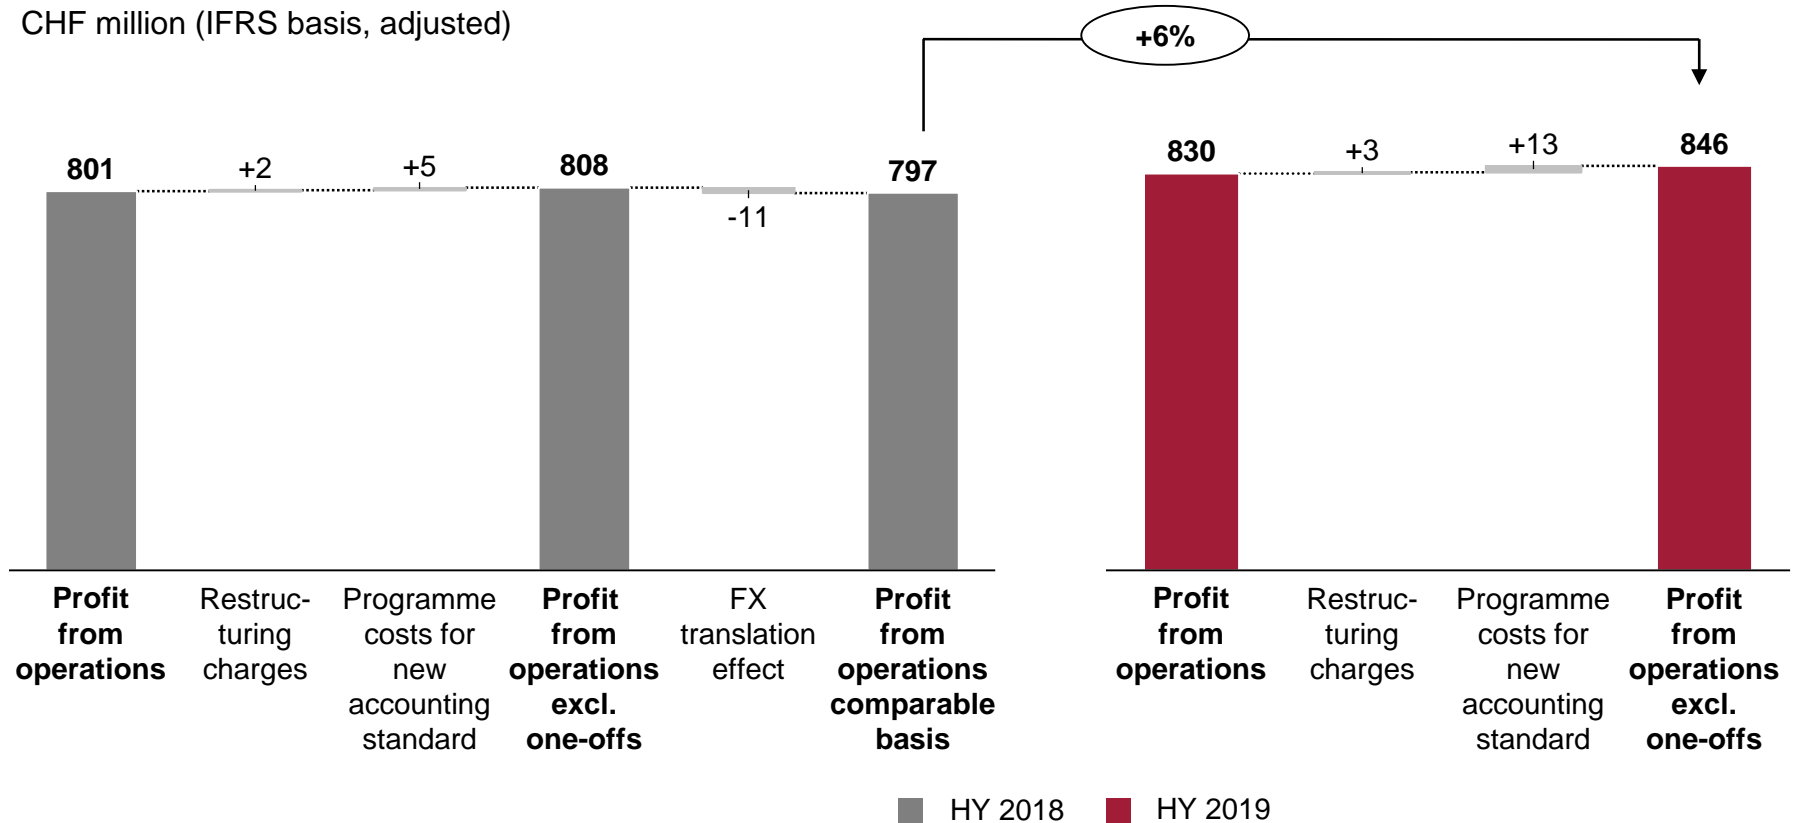 CHF million (IFRS basis, adjusted)
+6%
801
+2
+5
808
-11
797
830
+3
+13
846
Profit
from
operations
Restruc-
turing
charges
Programme
costs for
new
accounting
standard
Profit
from
operations
excl.
one-offs
FX
translation
effect
Profit
from
operations
comparable
basis
Profit
from
operations
Restruc-
turing
charges
Programme
costs for
new
accounting
standard
Profit
from
operations
excl.
one-offs
HY 2018
HY 2019